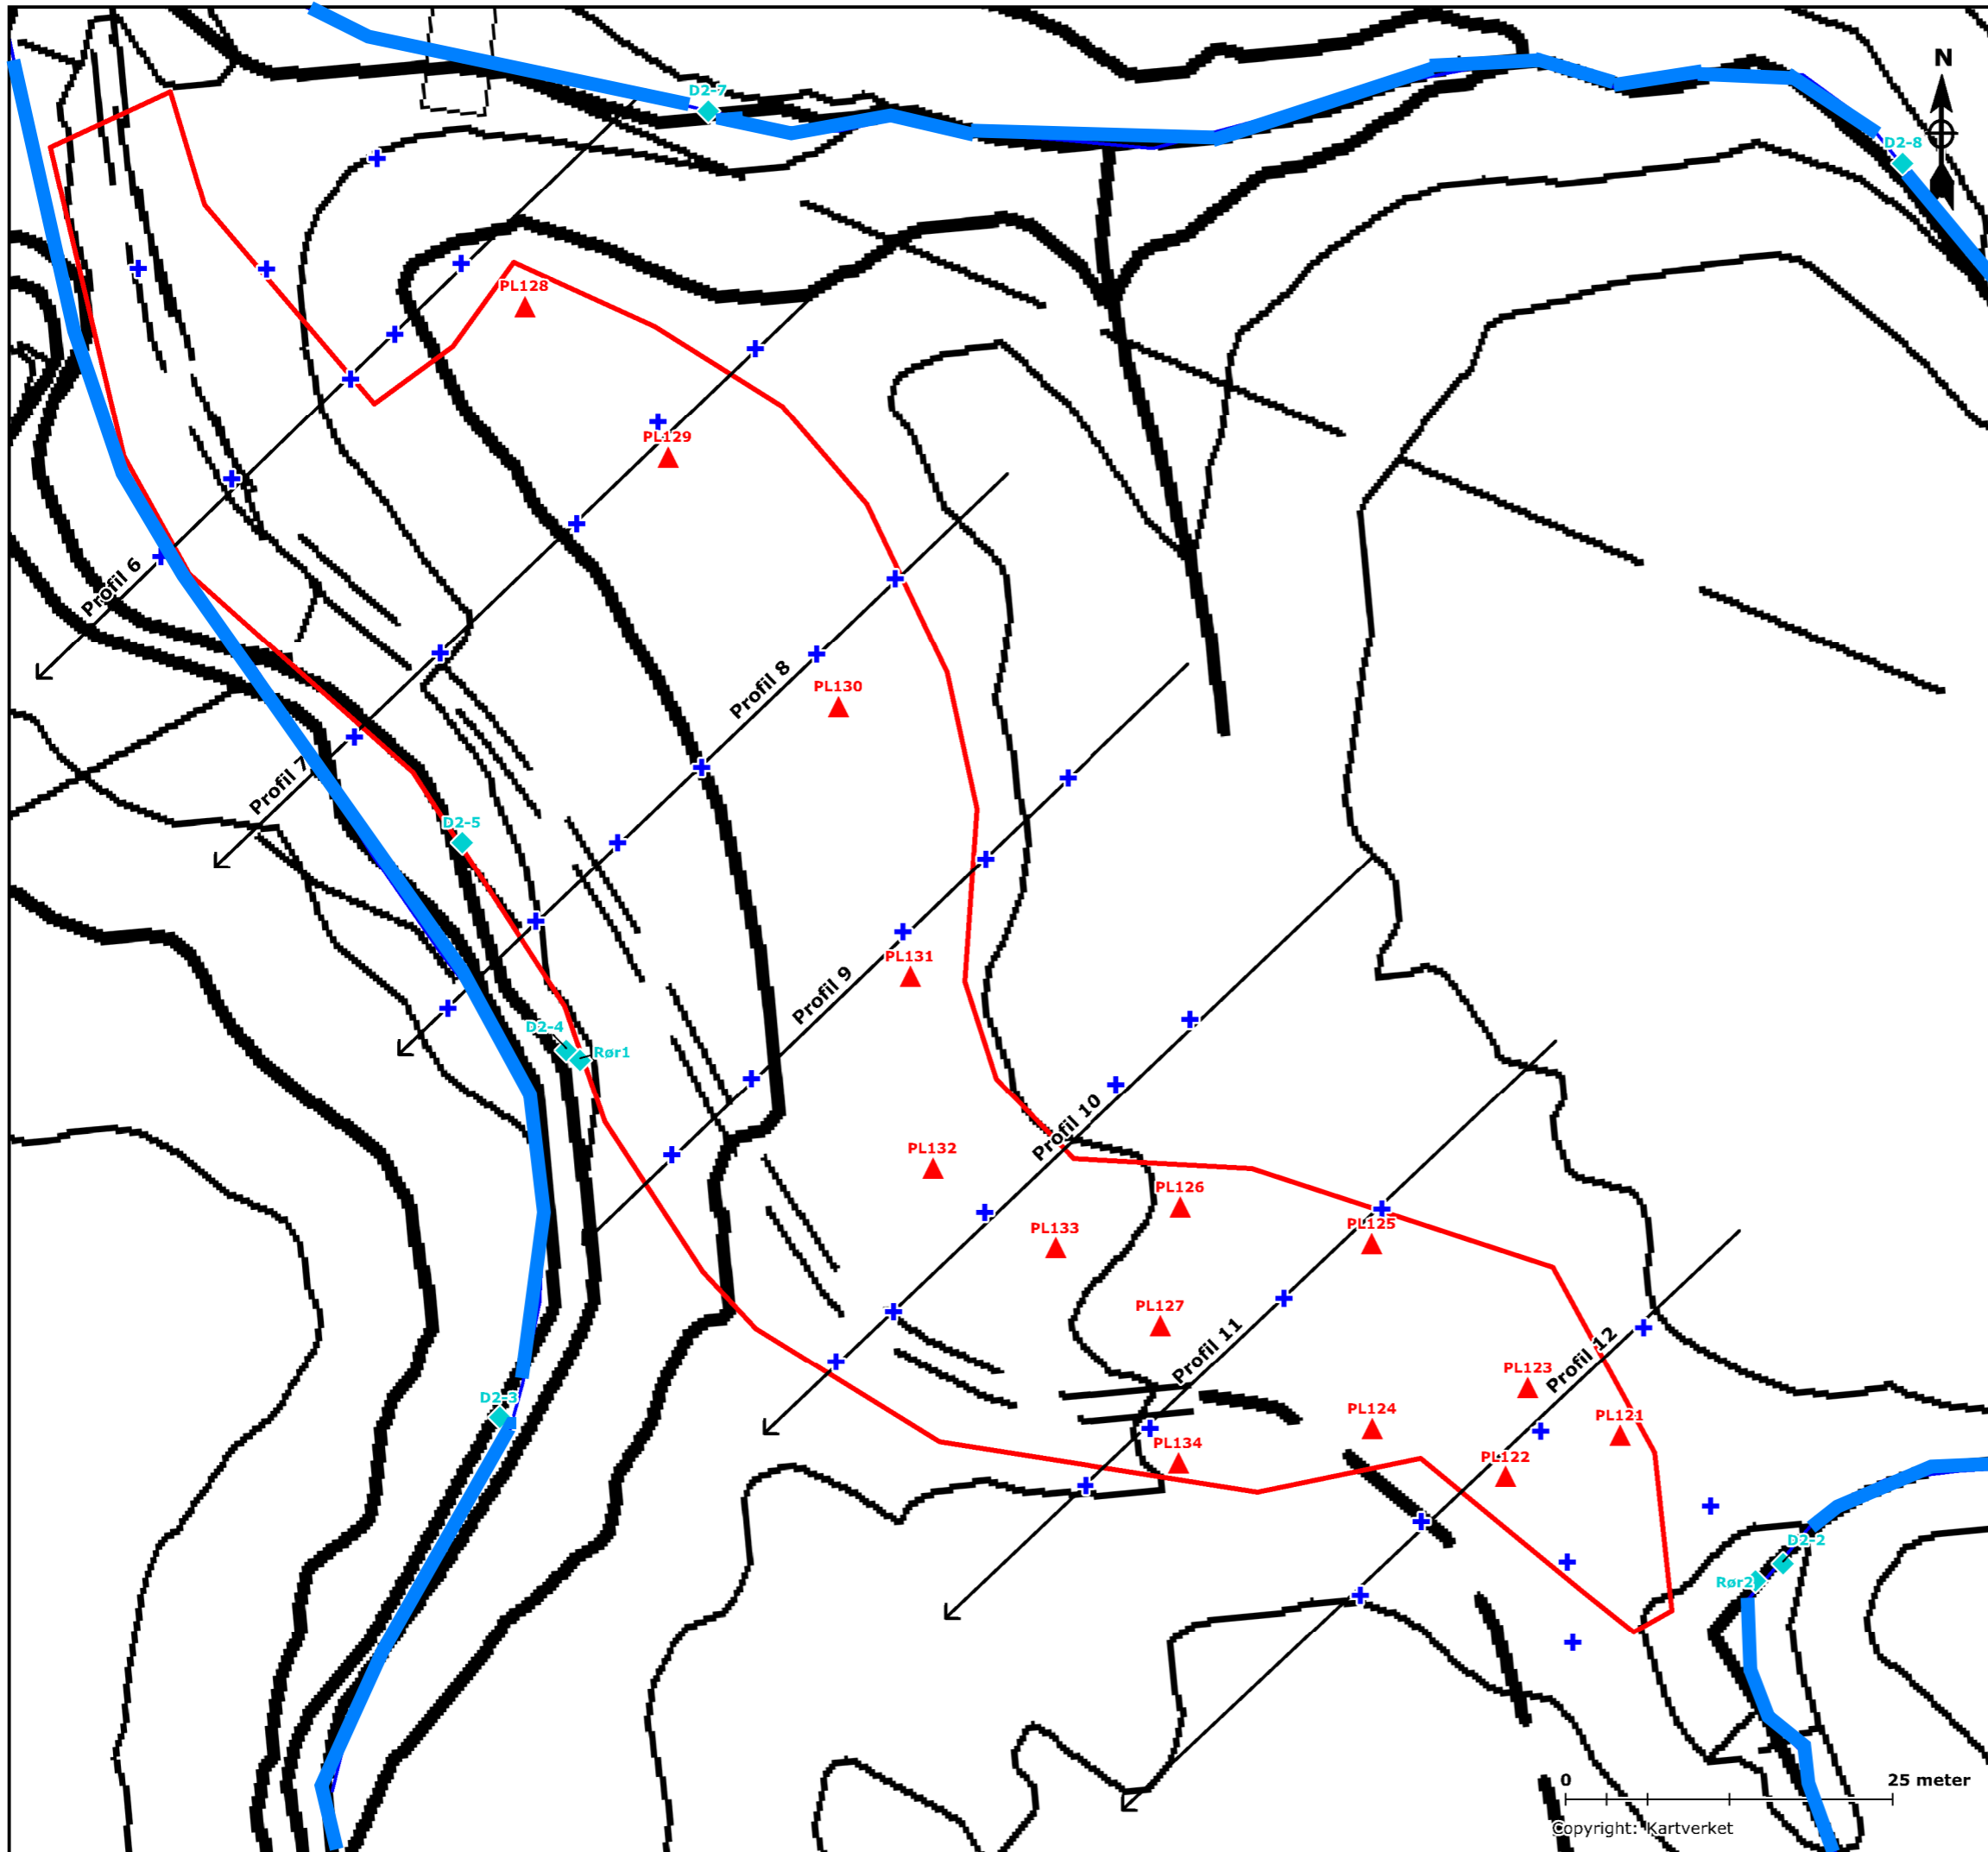 N
D2-7
D2-8
PL128
PL129
Profil 6
Profil 8
PL130
Profil 7
D2-5
PL131
Profil 9
D2-4
Rør1
Profil 10
PL132
PL126
PL133
PL125
PL127
Profil 11
Profil 12
PL123
D2-3
PL124
PL121
PL134
PL122
D2-2
Rør2
0
25 meter
Copyright: Kartverket